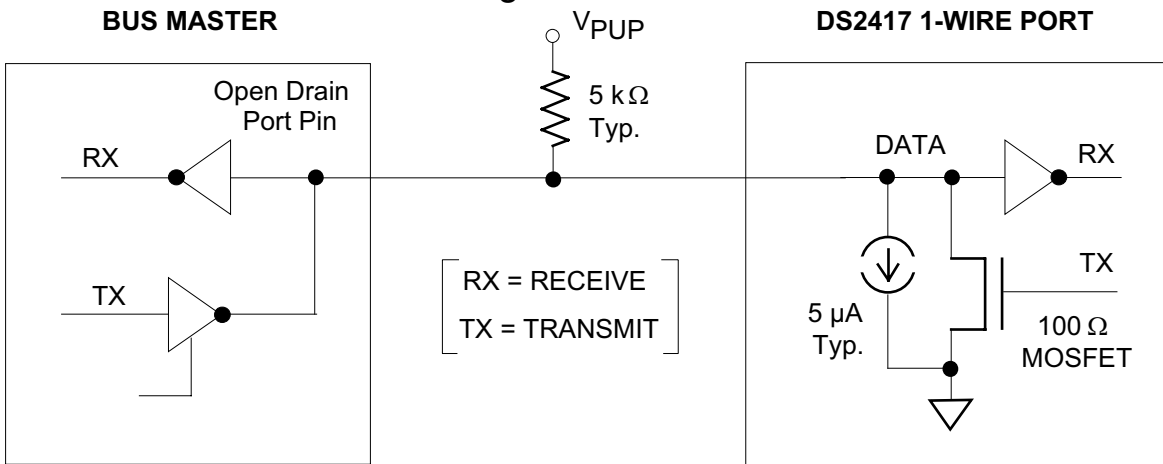 BUS MASTER
VPUP
DS2417 1-WIRE PORT
Open Drain
Port Pin
5 kΩ
Typ.
RX
DATA
RX
TX
RX = RECEIVE
TX = TRANSMIT
5 µA
Typ.
TX
100 Ω
MOSFET